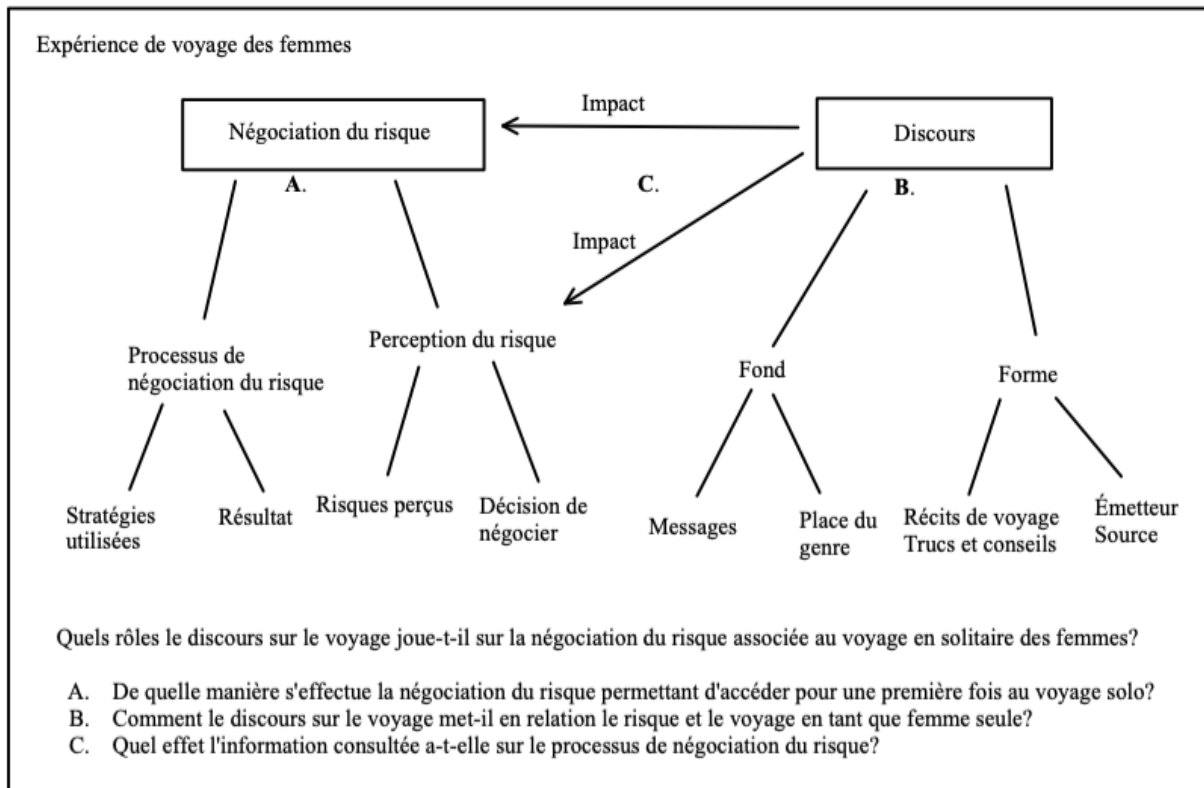 Expérience de voyage des femmes
Impact
Négociation du risque
Discours
A.
C.
B.
Impact
Perception du risque
Processus de
négociation du risque
Fond
Forme
Stratégies
utilisées
Résultat
Risques perçus
Décision de
négocier
Messages
Place du
genre
Récits de voyage
Trucs et conseils
Émetteur
Source
Quels rôles le discours sur le voyage joue-t-il sur la négociation du risque associée au voyage en solitaire des femmes?
A. De quelle manière s'effectue la négociation du risque permettant d'accéder pour une première fois au voyage solo?
B. Comment le discours sur le voyage met-il en relation le risque et le voyage en tant que femme seule?
C. Quel effet l'information consultée a-t-elle sur le processus de négociation du risque?